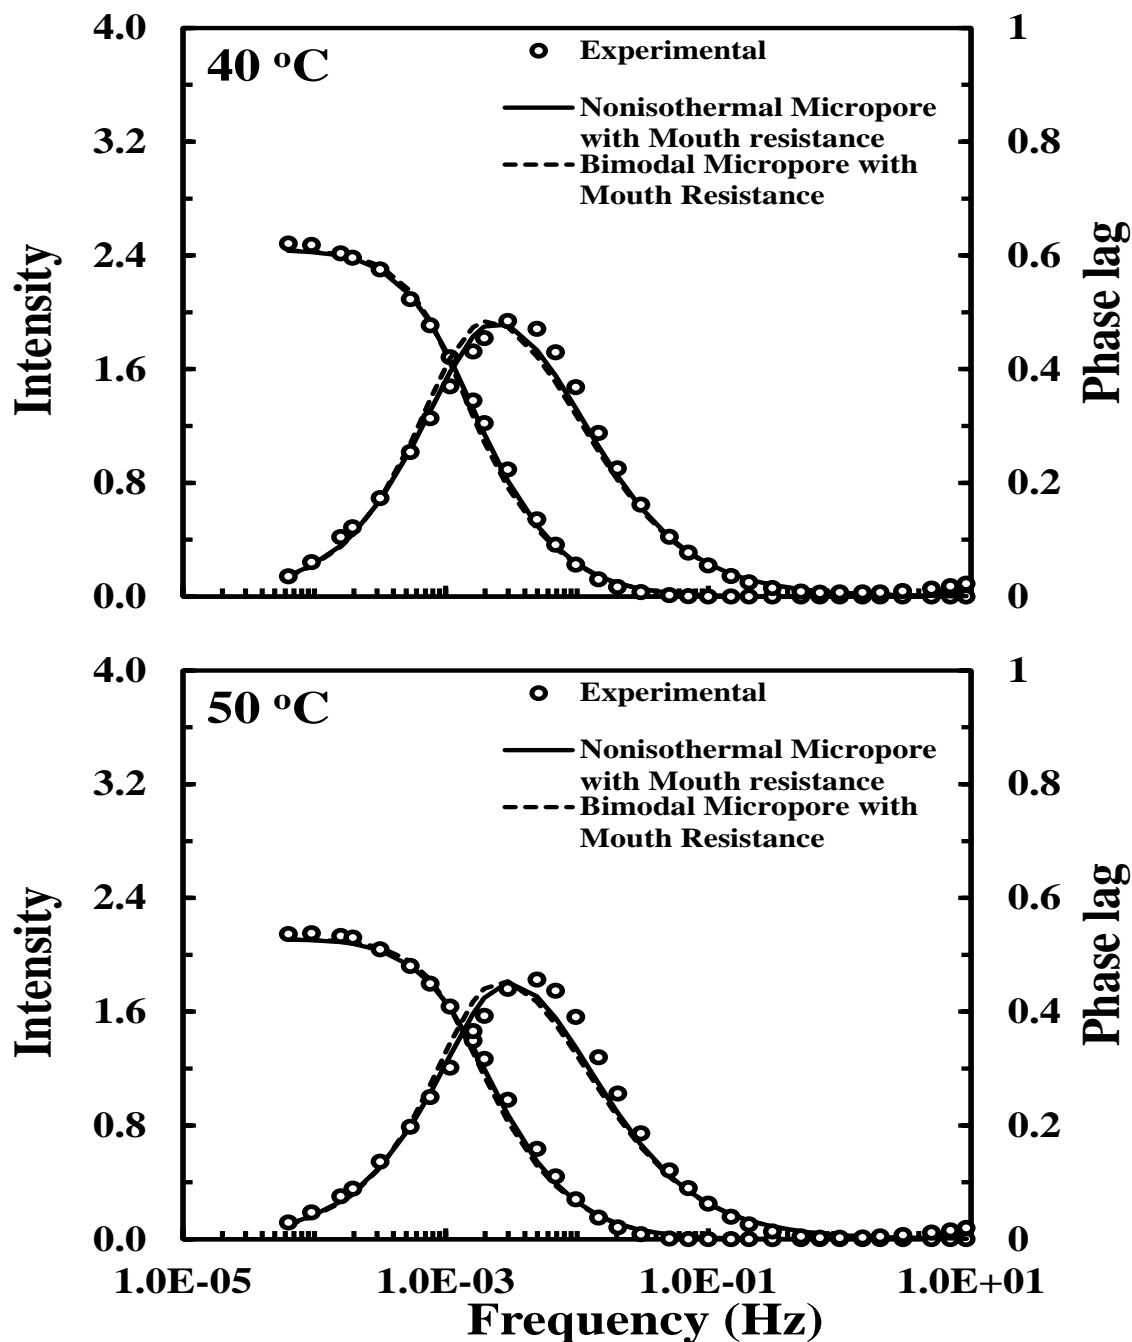 4.0
1
40 °C
Experimental
Nonisothermal Micropore
with Mouth resistance
Bimodal Micropore with
Mouth Resistance
3.2
0.8
2.4
0.6
1.6
0.4
0.8
0.2
0.0
0
Intensity
Phase lag
4.0
1
50 °C
Experimental
Nonisothermal Micropore
with Mouth resistance
Bimodal Micropore with
Mouth Resistance
3.2
0.8
2.4
0.6
1.6
0.4
0.8
0.2
0.0
0
Intensity
Phase lag
1.0E-05 1.0E-03 1.0E-01 1.0E+01
Frequency (Hz)